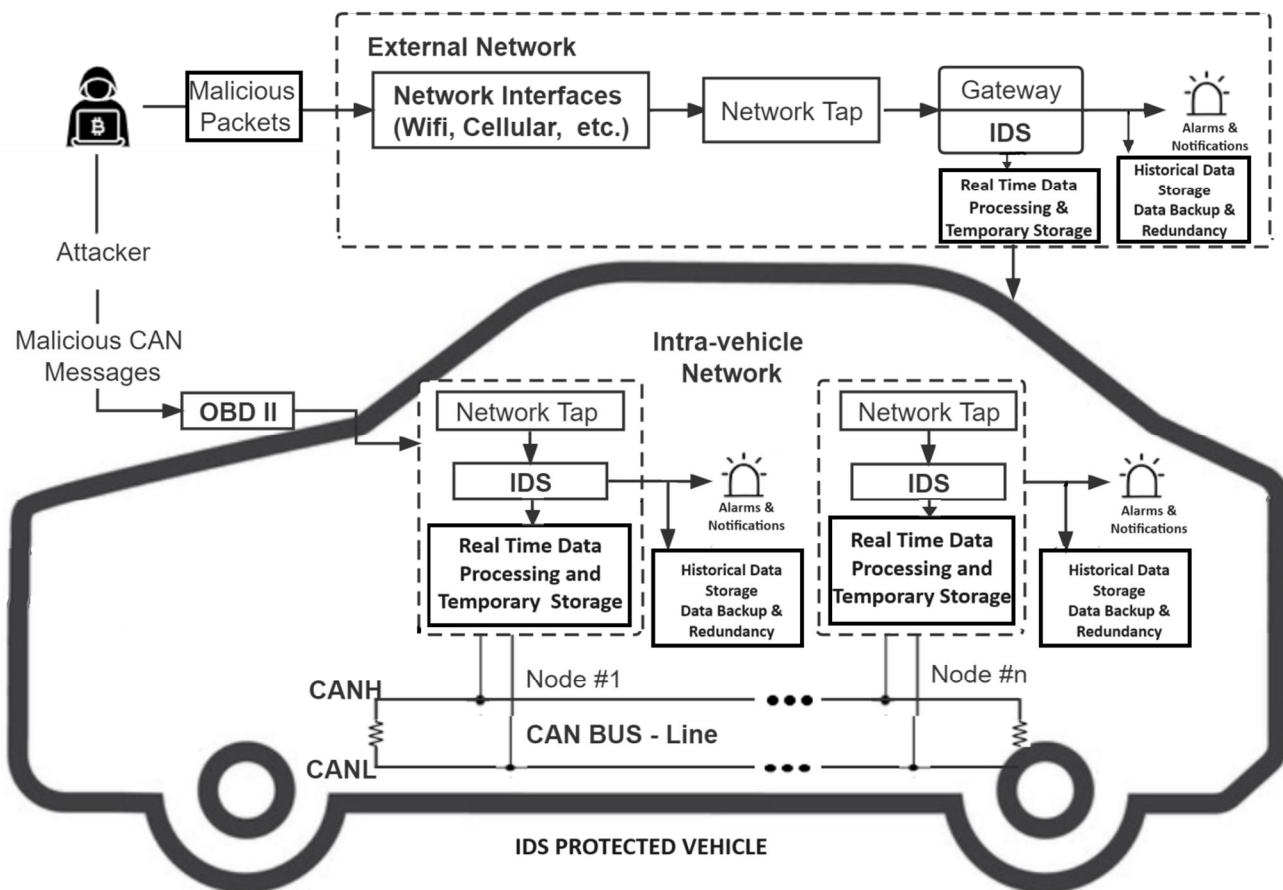 External Network
Malicious
Packets
Network Interfaces
(Wifi, Cellular, etc.)
Network Tap
Gateway
IDS
Alarms &
Notifications
Real Time Data
Processing &
Temporary Storage
Historical Data
Storage
Data Backup &
Redundancy
Attacker
Malicious CAN
Messages
OBD II
Intra-vehicle
Network
Network Tap
IDS
Real Time Data
Processing and
Temporary Storage
Alarms &
Notifications
Historical Data
Storage
Data Backup &
Redundancy
Network Tap
IDS
Real Time Data
Processing and
Temporary Storage
Alarms &
Notifications
Historical Data
Storage
Data Backup &
Redundancy
Node #1
Node #n
CANH
CAN BUS - Line
CANL
IDS PROTECTED VEHICLE